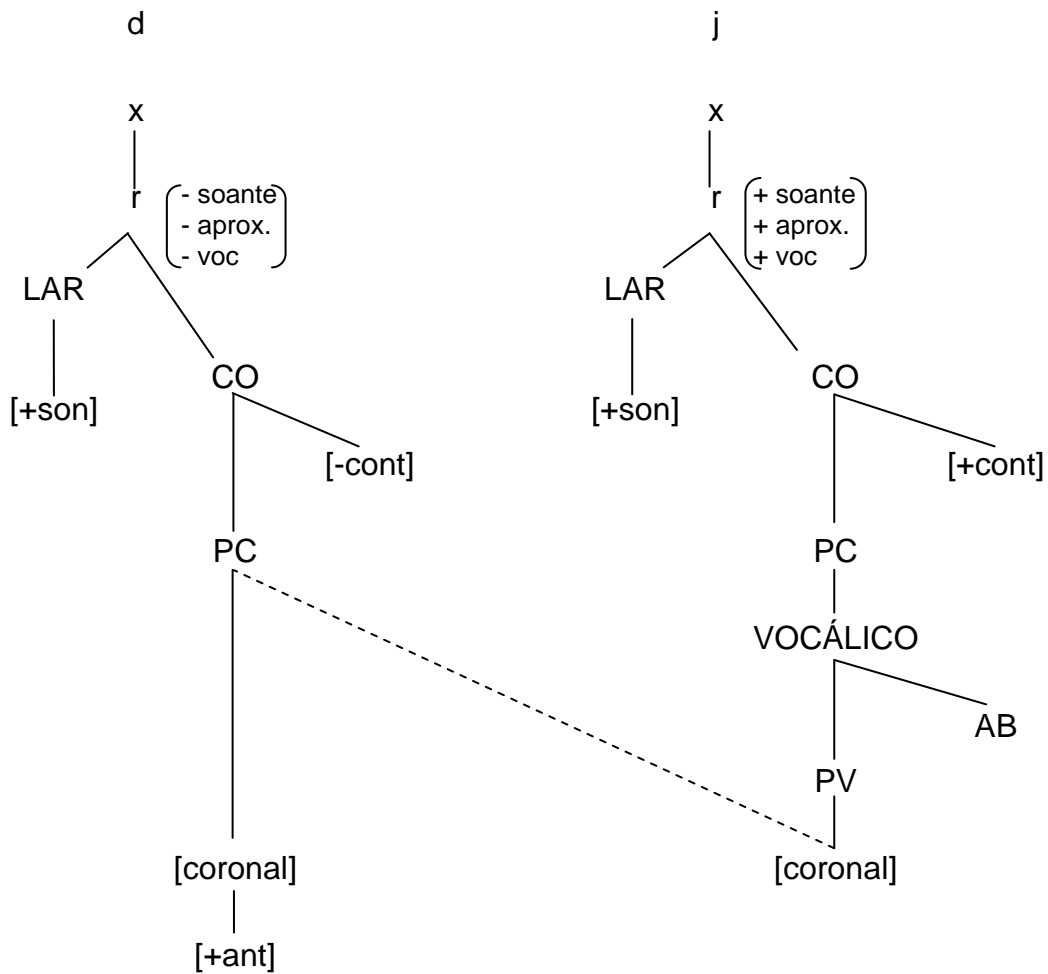 d j
x x
r - soante r + soante
- aprox. + aprox.
- voc + voc
LAR LAR
CO CO
[+son] [+son]
[-cont] [+cont]
PC PC
VOCÁLICO
AB
PV
[coronal] [coronal]
[+ant]